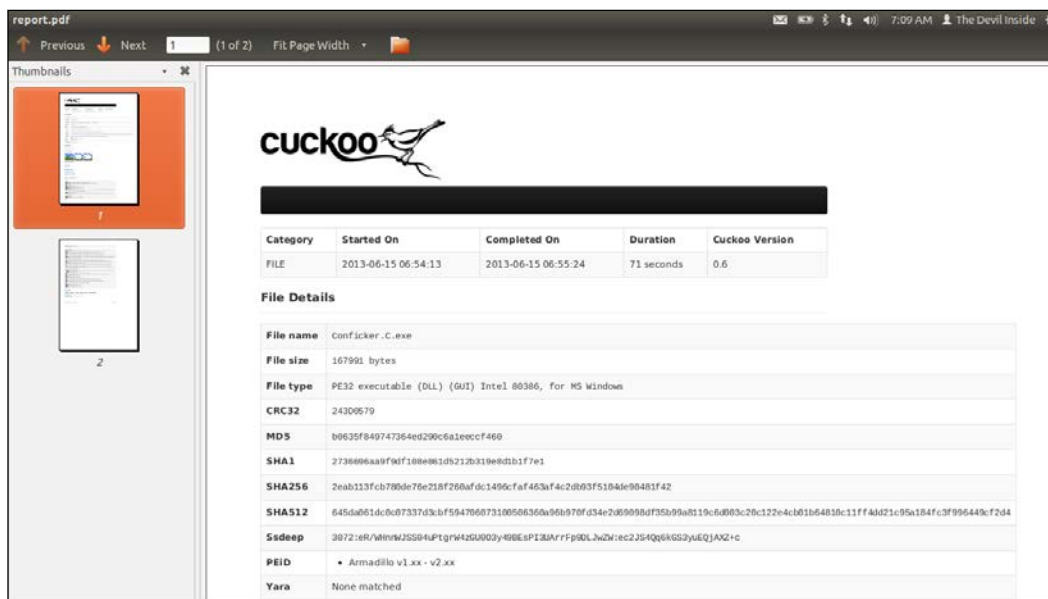 report.pdf
7:09 AM The Devil Inside
Previous Next 1 (1 of 2) Fit Page Width
Thumbnails
1
2
cuckoo
Category Started On Completed On Duration Cuckoo Version
FILE 2013-06-15 06:54:13 2013-06-15 06:55:24 71 seconds 0.6
File Details
File name Conficker.C.exe
File size 167991 bytes
File type PE32 executable (DLL) (GUI) Intel 80386, for MS Windows
CRC32 243D0579
MD5 b0635f849747364ed290c6a1eeccf460
SHA1
SHA256
SHA512
Ssdeep
PEiD • Armadillo v1.xx - v2.xx
Yara None matched